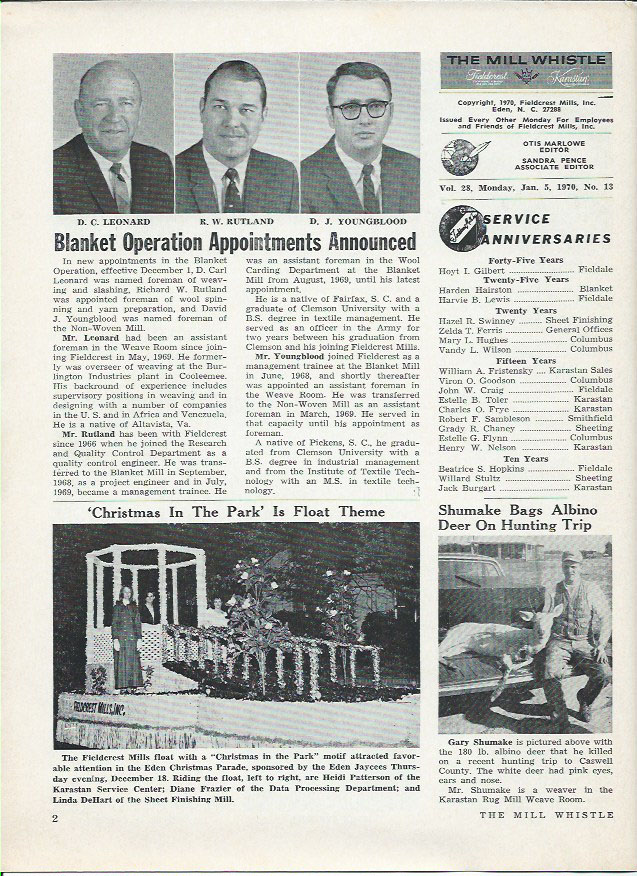 D. C. LEONARD
R. W. RUTLAND
D. J. YOUNGBLOOD
Blanket Operation Appointments Announced
In new appointments in the Blanket
Operation, effective December 1, D. Carl
Leonard was named foreman of weav-
ing and slashing, Richard W. Rutland
was appointed foreman of wool spin-
ning and yarn preparation, and David
J. Youngblood was named foreman of
the Non-Woven Mill.
Mr. Leonard had been an assistant
foreman in the Weave Room since join-
ing Fieldcrest in May, 1969. He former-
ly was overseer of weaving at the Bur-
lington Industries plant in Cooleemee.
His backround of experience includes
supervisory positions in weaving and in
designing with a number of companies
in the U. S. and in Africa and Venezuela.
He is a native of Altavista, Va.
Mr. Rutland has been with Fieldcrest
since 1966 when he joined the Research
and Quality Control Department as a
quality control engineer. He was trans-
ferred to the Blanket Mill in September,
1968, as a project engineer and in July,
1969, became a management trainee. He
was an assistant foreman in the Wool
Carding Department at the Blanket
Mill from August, 1969, until his latest
appointment.
He is a native of Fairfax, S. C. and a
graduate of Clemson University with a
B.S. degree in textile management. He
served as an officer in the Army for
two years between his graduation from
Clemson and his joining Fieldcrest Mills.
Mr. Youngblood joined Fieldcrest as a
management trainee at the Blanket Mill
in June, 1968, and shortly thereafter
was appointed an assistant foreman in
the Weave Room. He was transferred
to the Non-Woven Mill as an assistant
foreman in March, 1969. He served in
that capacity until his appointment as
foreman.
A native of Pickens, S. C., he gradu-
ated from Clemson University with a
B.S. degree in industrial management
and from the Institute of Textile Tech-
nology with an M.S. in textile tech-
nology.
'Christmas In The Park' Is Float Theme
FIELDCREST MILLS, INC.
The Fieldcrest Mills float with a "Christmas in the Park" motif attracted favor-
able attention in the Eden Christmas Parade, sponsored by the Eden Jaycees Thurs-
day evening, December 18. Riding the float, left to right, are Heidi Patterson of the
Karastan Service Center; Diane Frazier of the Data Processing Department; and
Linda DeHart of the Sheet Finishing Mill.
2
THE MILL WHISTLE
Fieldcrest Karastan
Copyright, 1970, Fieldcrest Mills, Inc.
Eden, N. C. 27288
Issued Every Other Monday For Employees
and Friends of Fieldcrest Mills, Inc.
OTIS MARLOWE
EDITOR
SANDRA PENCE
ASSOCIATE EDITOR
Vol. 28, Monday, Jan. 5, 1970, No. 13
SERVICE
ANNIVERSARIES
Forty-Five Years
Hoyt I. Gilbert ................ Fieldale
Twenty-Five Years
Harden Hairston ................ Blanket
Harvie B. Lewis ................ Fieldale
Twenty Years
Hazel R. Swinney ......... Sheet Finishing
Zelda T. Ferris ........... General Offices
Mary L. Hughes ................ Columbus
Vandy L. Wilson ................ Columbus
Fifteen Years
William A. Fristensky .... Karastan Sales
Viron O. Goodson ................ Columbus
John W. Craig ................ Fieldale
Estelle B. Toler ................ Karastan
Charles O. Frye ................ Karastan
Robert F. Sambleson ......... Smithfield
Grady R. Chaney ................ Sheeting
Estelle G. Flynn ................ Columbus
Henry W. Nelson ................ Karastan
Ten Years
Beatrice S. Hopkins ............. Fieldale
Willard Stultz ................ Sheeting
Jack Burgart ................ Karastan
Shumake Bags Albino
Deer On Hunting Trip
Gary Shumake is pictured above with
the 180 lb. albino deer that he killed
on a recent hunting trip to Caswell
County. The white deer had pink eyes,
ears and nose.
Mr. Shumake is a weaver in the
Karastan Rug Mill Weave Room.
THE MILL WHISTLE